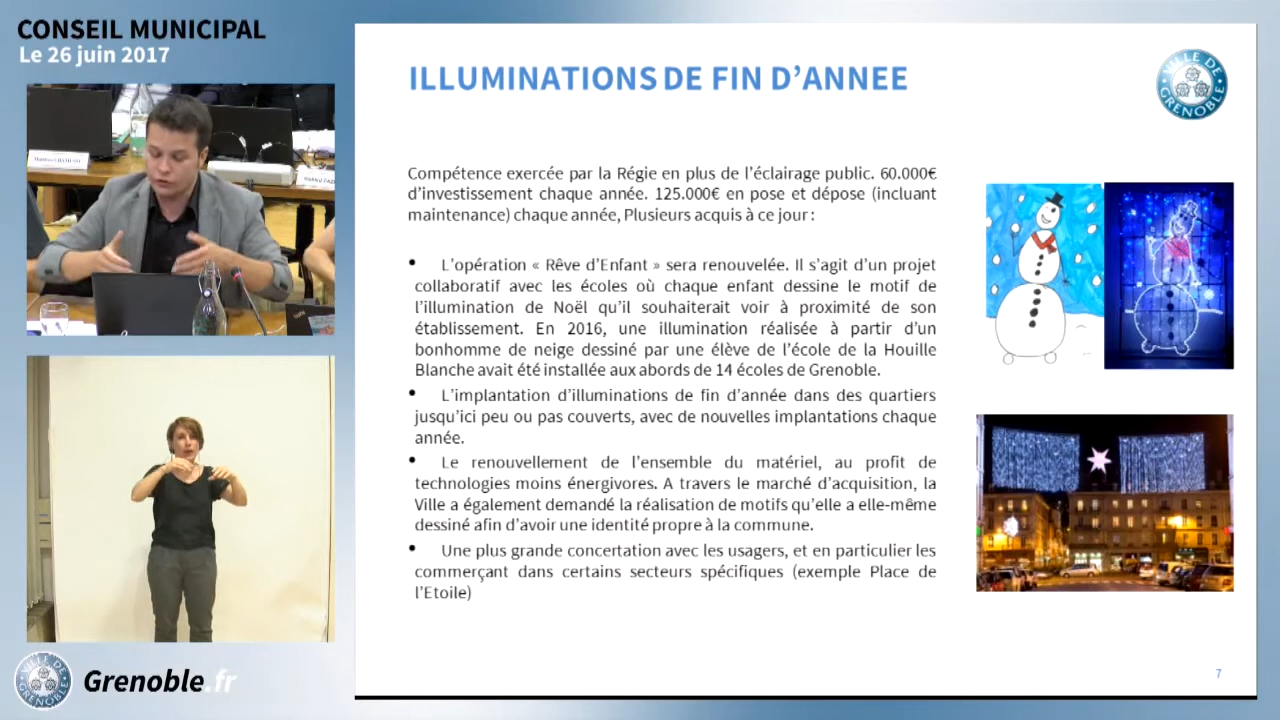 CONSEIL MUNICIPAL
Le 26 juin 2017
ILLUMINATIONS DE FIN D’ANNEE
VILLE DE
GRENOBLE
Compétence exercée par la Régie en plus de l’éclairage public. 60.000€
d’investissement chaque année. 125.000€ en pose et dépose (incluant
maintenance) chaque année, Plusieurs acquis à ce jour :
• L’opération « Rêve d’Enfant » sera renouvelée. Il s’agit d’un projet
collaboratif avec les écoles où chaque enfant dessine le motif de
l’illumination de Noël qu’il souhaiterait voir à proximité de son
établissement. En 2016, une illumination réalisée à partir d’un
bonhomme de neige dessiné par une élève de l’école de la Houille
Blanche avait été installée aux abords de 14 écoles de Grenoble.
• L’implantation d’illuminations de fin d’année dans des quartiers
jusqu’ici peu ou pas couverts, avec de nouvelles implantations chaque
année.
• Le renouvellement de l’ensemble du matériel, au profit de
technologies moins énergivores. A travers le marché d’acquisition, la
Ville a également demandé la réalisation de motifs qu’elle a elle-même
dessiné afin d’avoir une identité propre à la commune.
• Une plus grande concertation avec les usagers, et en particulier les
commerçant dans certains secteurs spécifiques (exemple Place de
l’Etoile)
7
VILLE DE
GRENOBLE
Grenoble.fr